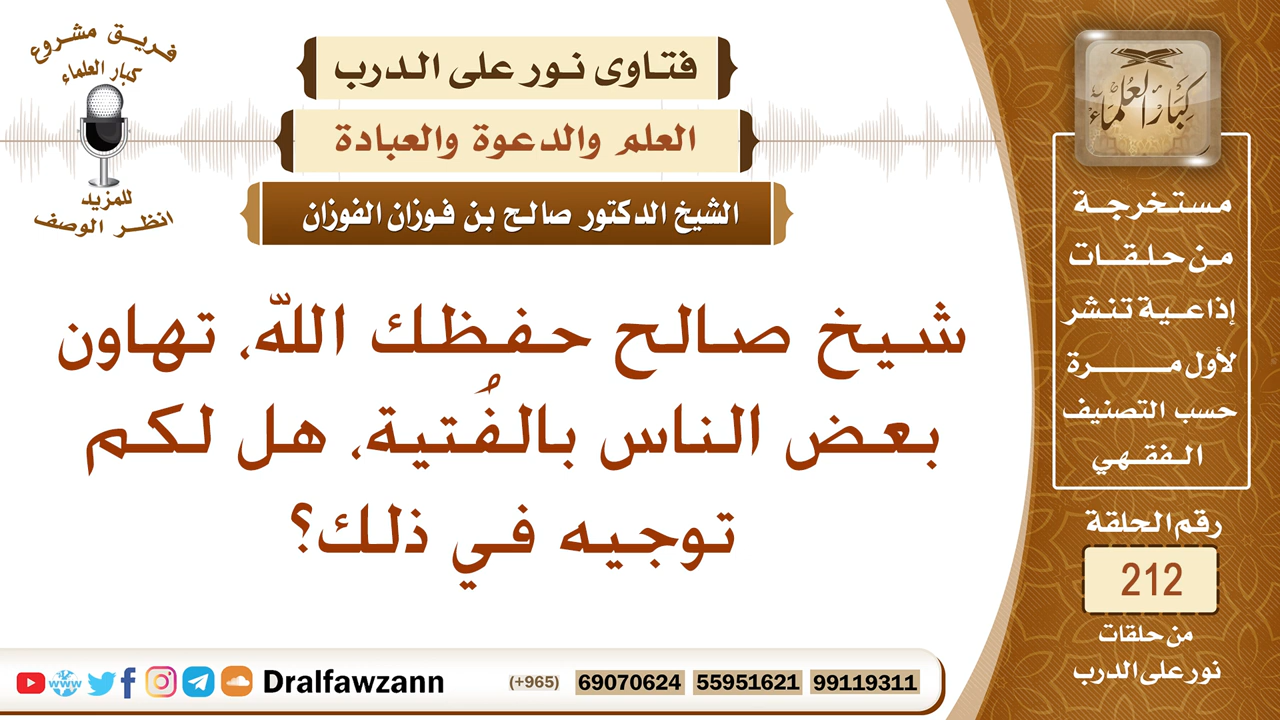 فريق مشروع
كبار العلماء
للمزيد
انظر الوصف
فتاوى نور على الدرب
العلم والدعوة والعبادة
الشيخ الدكتور صالح بن فوزان الفوزان
شيخ صالح حفظك اللّه، تهاون
بعض الناس بالفُتية، هل لكم
توجيه في ذلك؟
كبار العلماء
مستخرجة
من حلقات
إذاعية تنشر
لأول مرة
حسب التصنيف
الفقهي
رقم الحلقة
212
من حلقات
نور على الدرب
www
Dralfawzann
(+965) 69070624 55951621 99119311